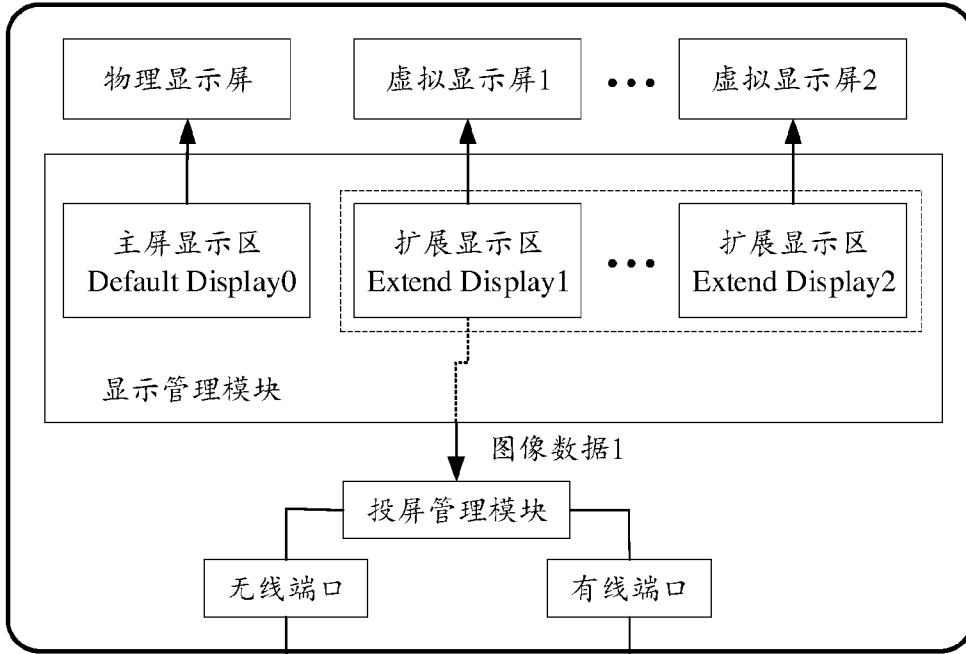 物理显示屏
虚拟显示屏1
•••
虚拟显示屏2
主屏显示区
Default Display0
扩展显示区
Extend Display1
•••
扩展显示区
Extend Display2
显示管理模块
图像数据1
投屏管理模块
无线端口
有线端口